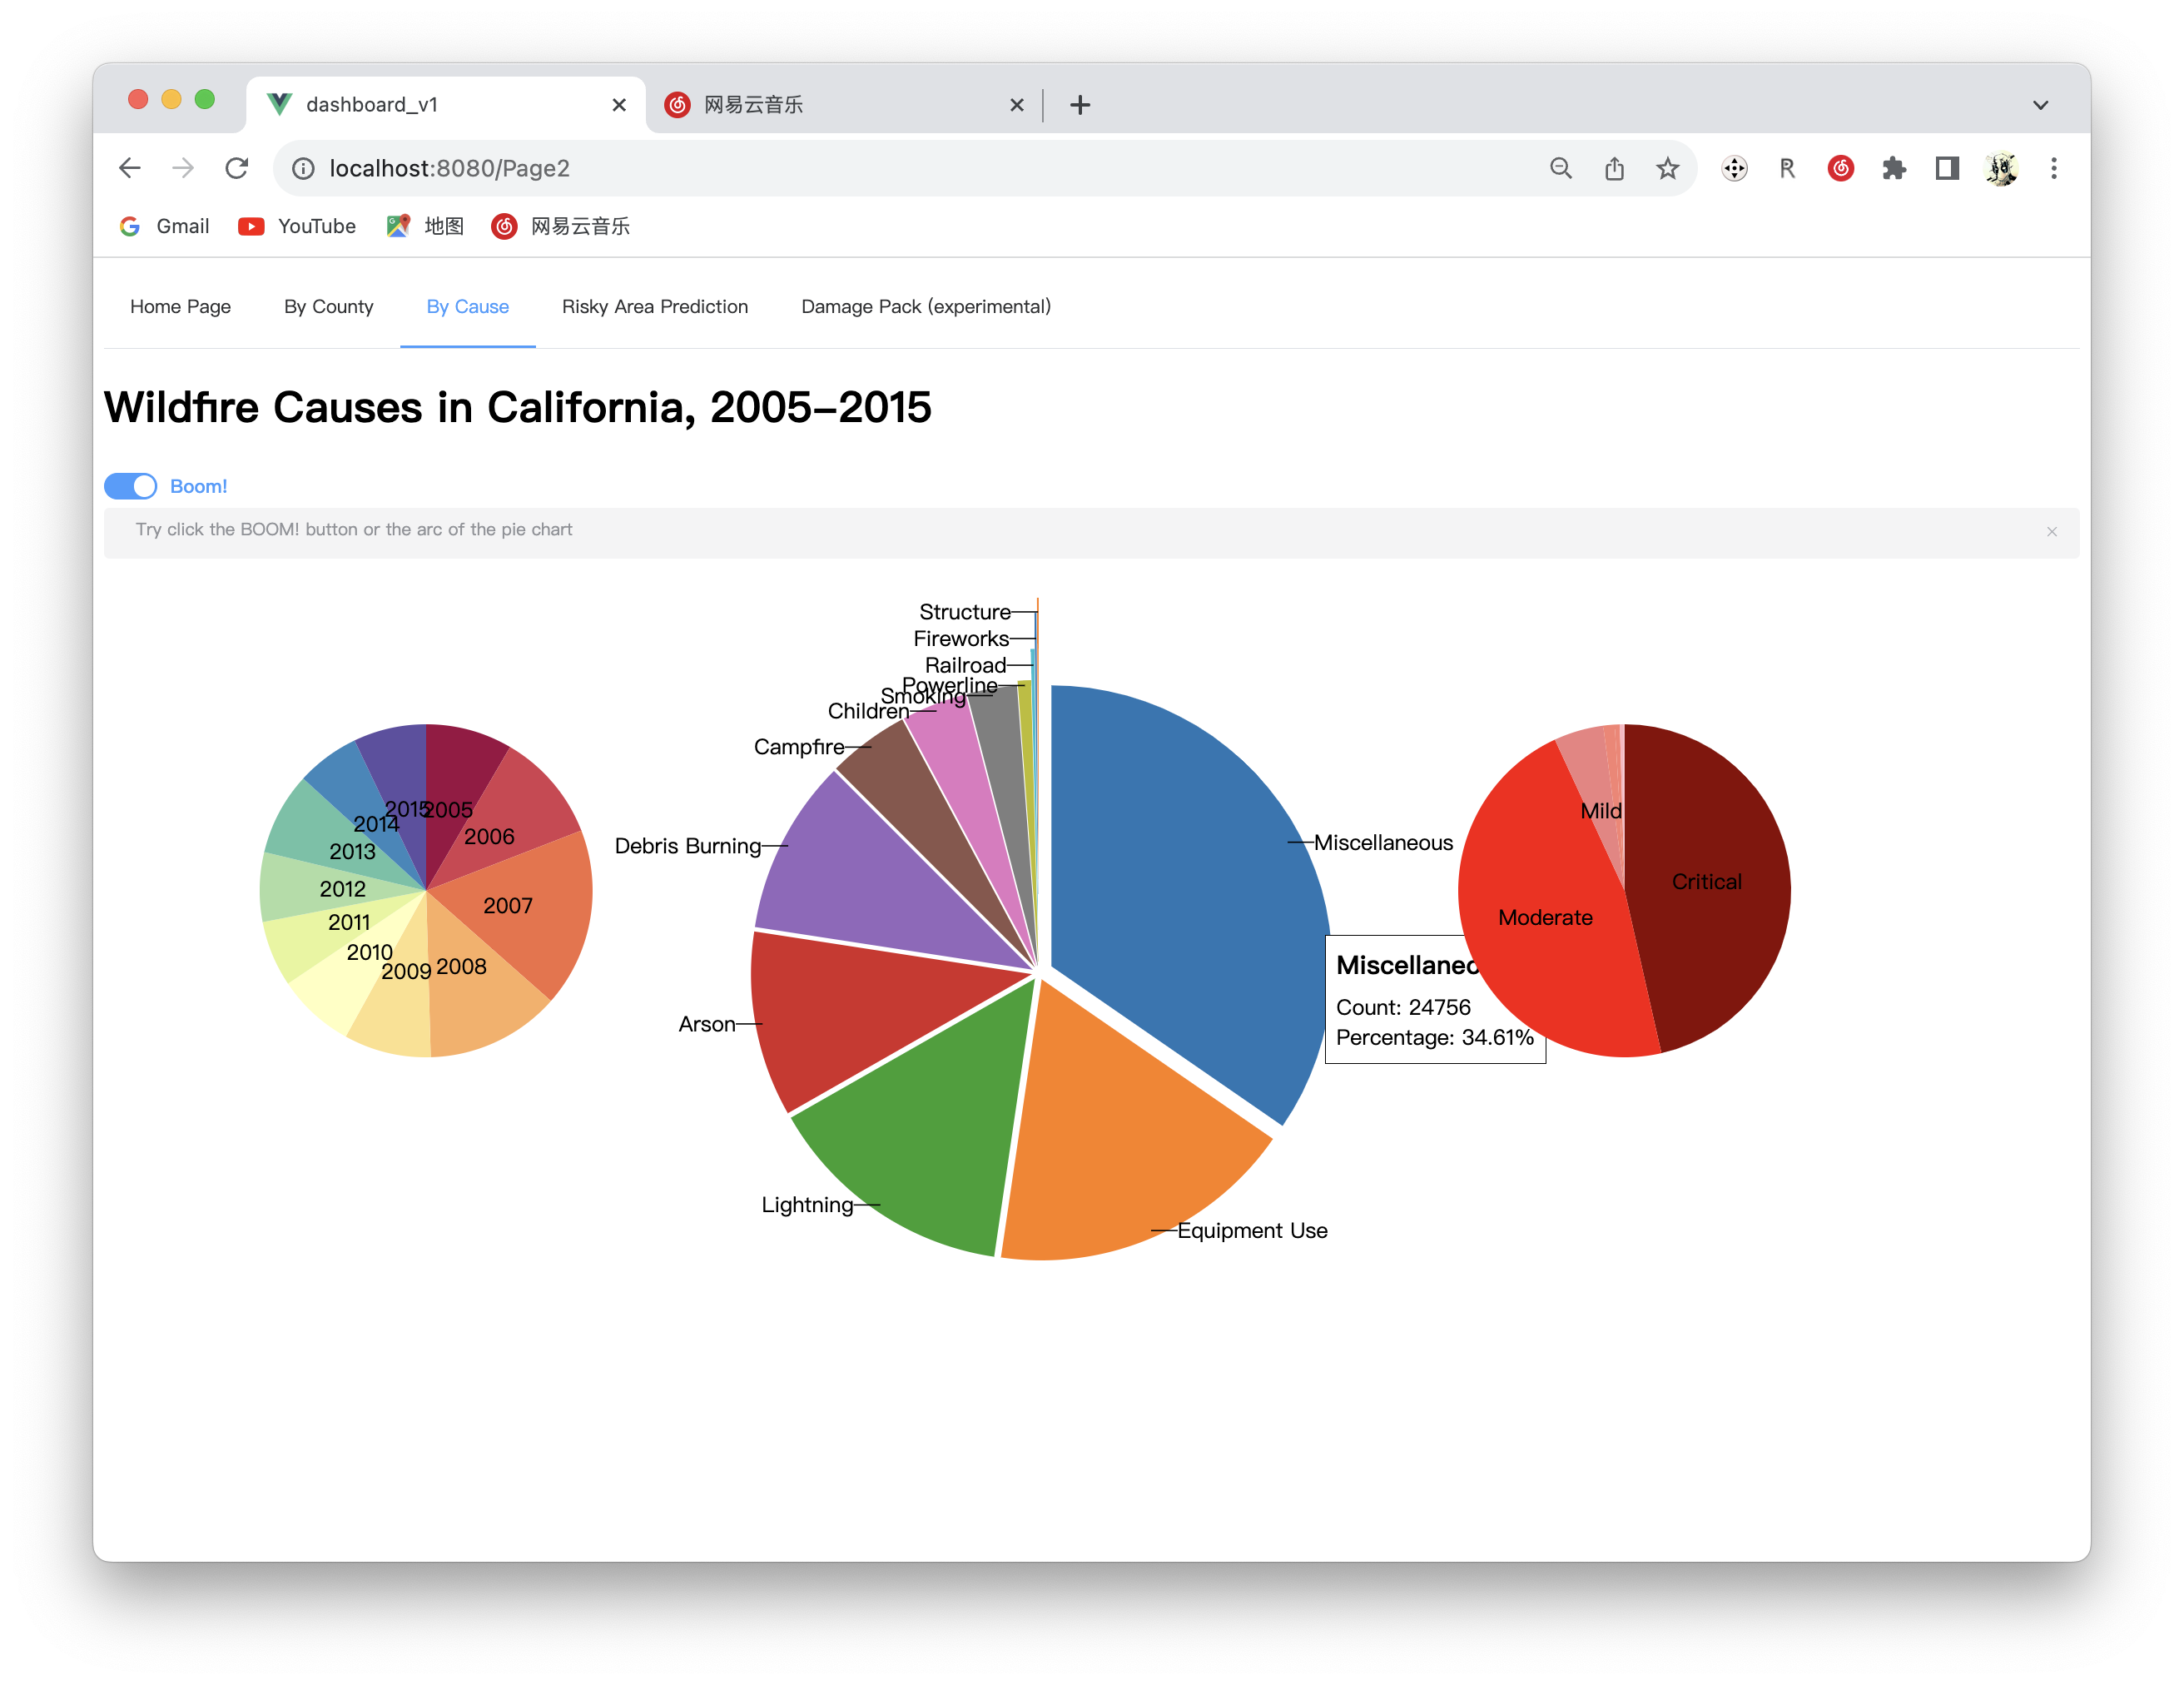 dashboard_v1
网易云音乐
localhost:8080/Page2
Gmail YouTube 地图 网易云音乐
Home Page By County By Cause Risky Area Prediction Damage Pack (experimental)
Wildfire Causes in California, 2005–2015
Boom!
Try click the BOOM! button or the arc of the pie chart
2005
2006
2007
2008
2009
2010
2011
2012
2013
2014
2015
Structure
Fireworks
Railroad
Powerline
Smoking
Children
Campfire
Debris Burning
Arson
Lightning
Equipment Use
Miscellaneous
Miscellaneo
Count: 24756
Percentage: 34.61%
Mild
Critical
Moderate